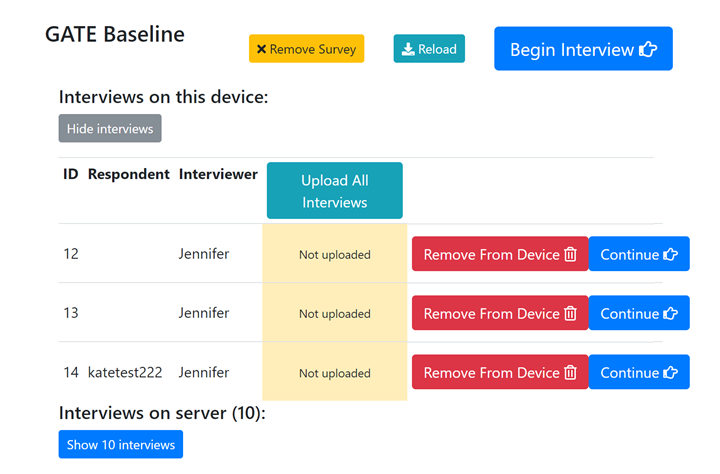 GATE Baseline
Remove Survey
Reload
Begin Interview
Interviews on this device:
Hide interviews
ID Respondent Interviewer
Upload All
Interviews
12 Jennifer Not uploaded Remove From Device Continue
13 Jennifer Not uploaded Remove From Device Continue
14 katetest222 Jennifer Not uploaded Remove From Device Continue
Interviews on server (10):
Show 10 interviews